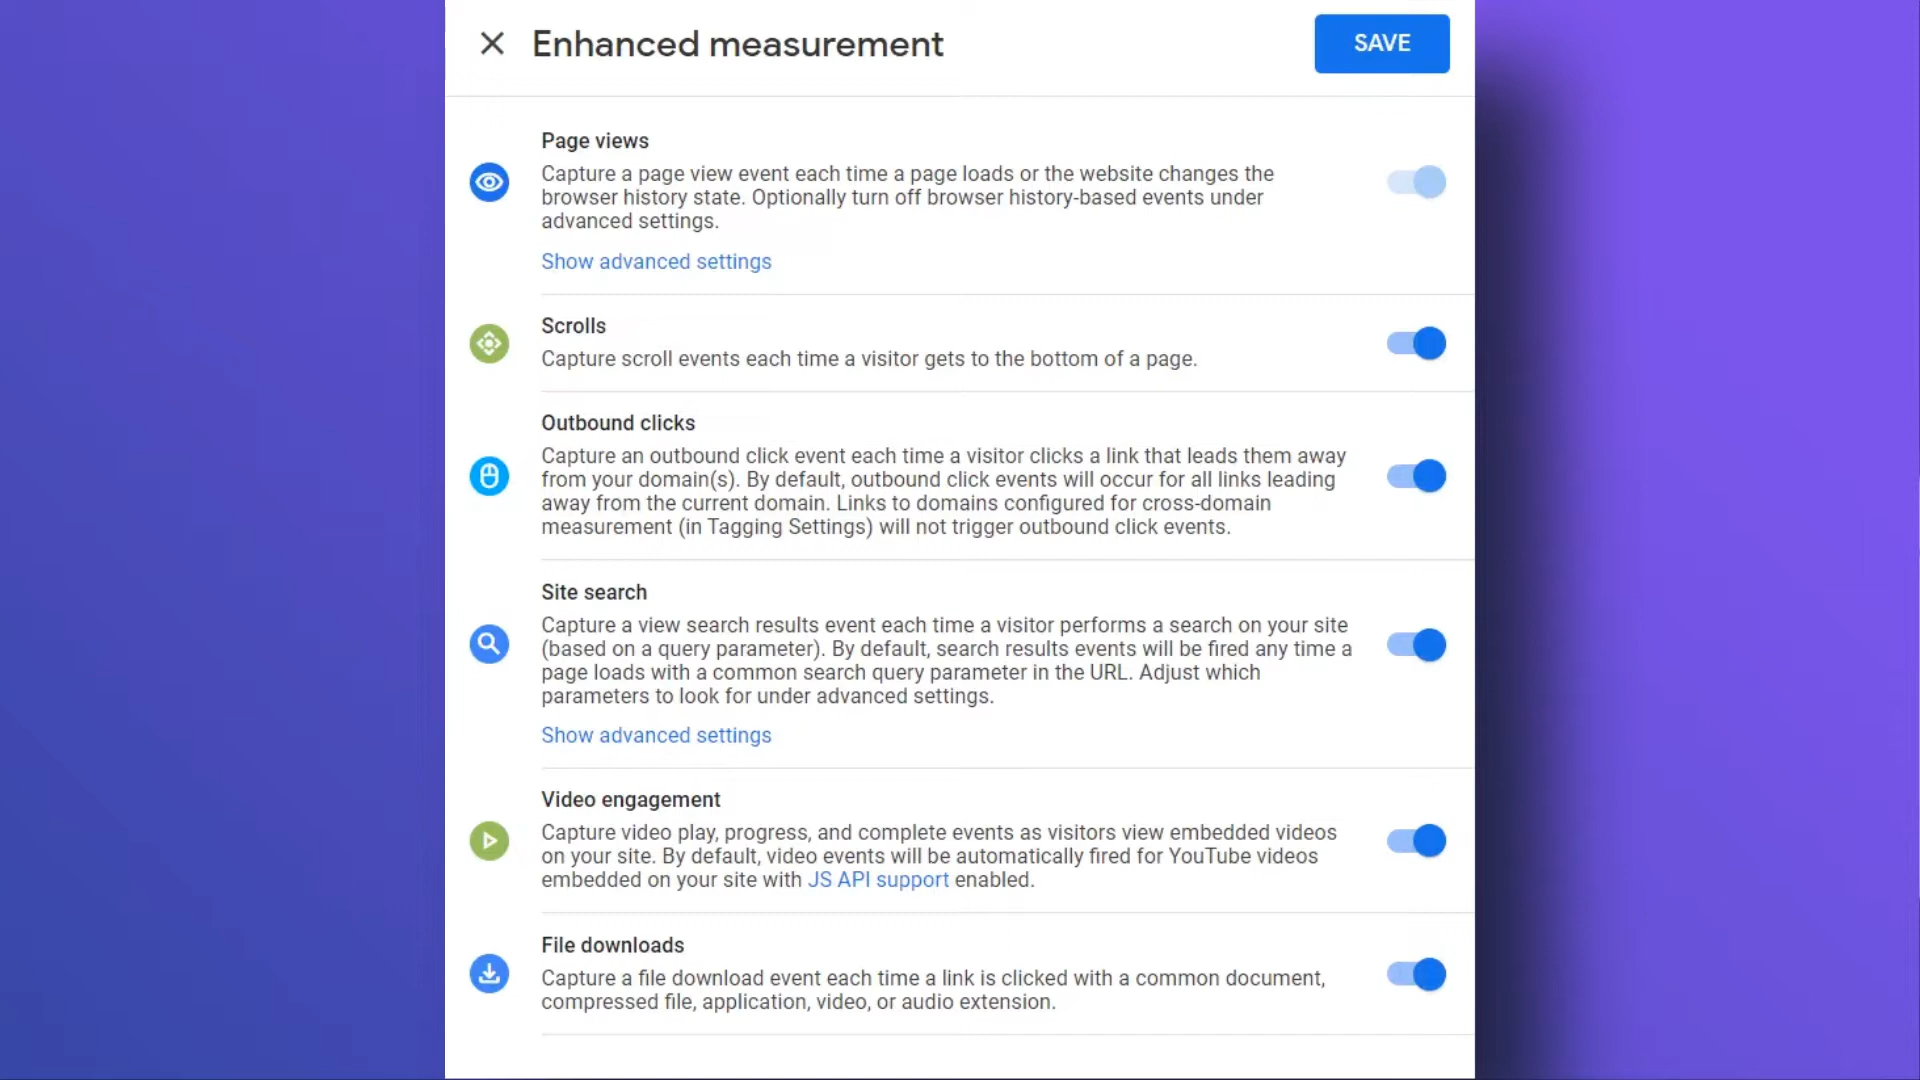 Enhanced measurement
SAVE
Page views
Capture a page view event each time a page loads or the website changes the
browser history state. Optionally turn off browser history-based events under
advanced settings.
Show advanced settings
Scrolls
Capture scroll events each time a visitor gets to the bottom of a page.
Outbound clicks
Capture an outbound click event each time a visitor clicks a link that leads them away
from your domain(s). By default, outbound click events will occur for all links leading
away from the current domain. Links to domains configured for cross-domain
measurement (in Tagging Settings) will not trigger outbound click events.
Site search
Capture a view search results event each time a visitor performs a search on your site
(based on a query parameter). By default, search results events will be fired any time a
page loads with a common search query parameter in the URL. Adjust which
parameters to look for under advanced settings.
Show advanced settings
Video engagement
Capture video play, progress, and complete events as visitors view embedded videos
on your site. By default, video events will be automatically fired for YouTube videos
embedded on your site with JS API support enabled.
File downloads
Capture a file download event each time a link is clicked with a common document,
compressed file, application, video, or audio extension.